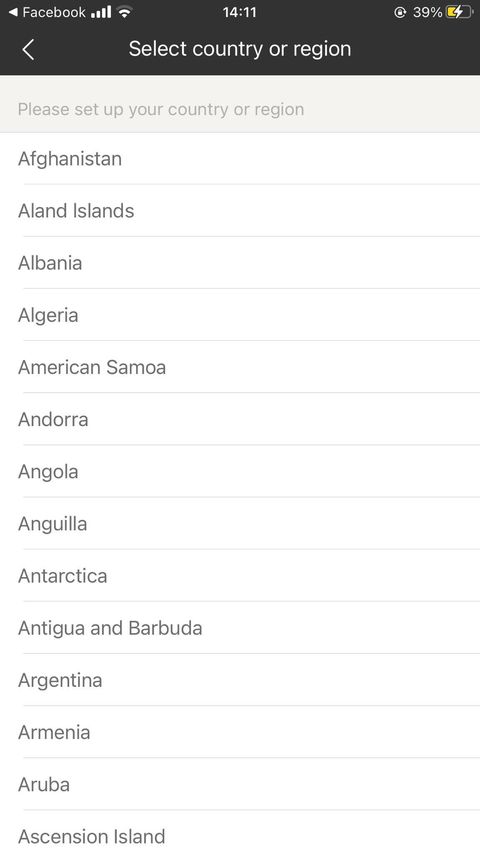 Facebook 14:11 39%
Select country or region
Please set up your country or region
Afghanistan
Aland Islands
Albania
Algeria
American Samoa
Andorra
Angola
Anguilla
Antarctica
Antigua and Barbuda
Argentina
Armenia
Aruba
Ascension Island